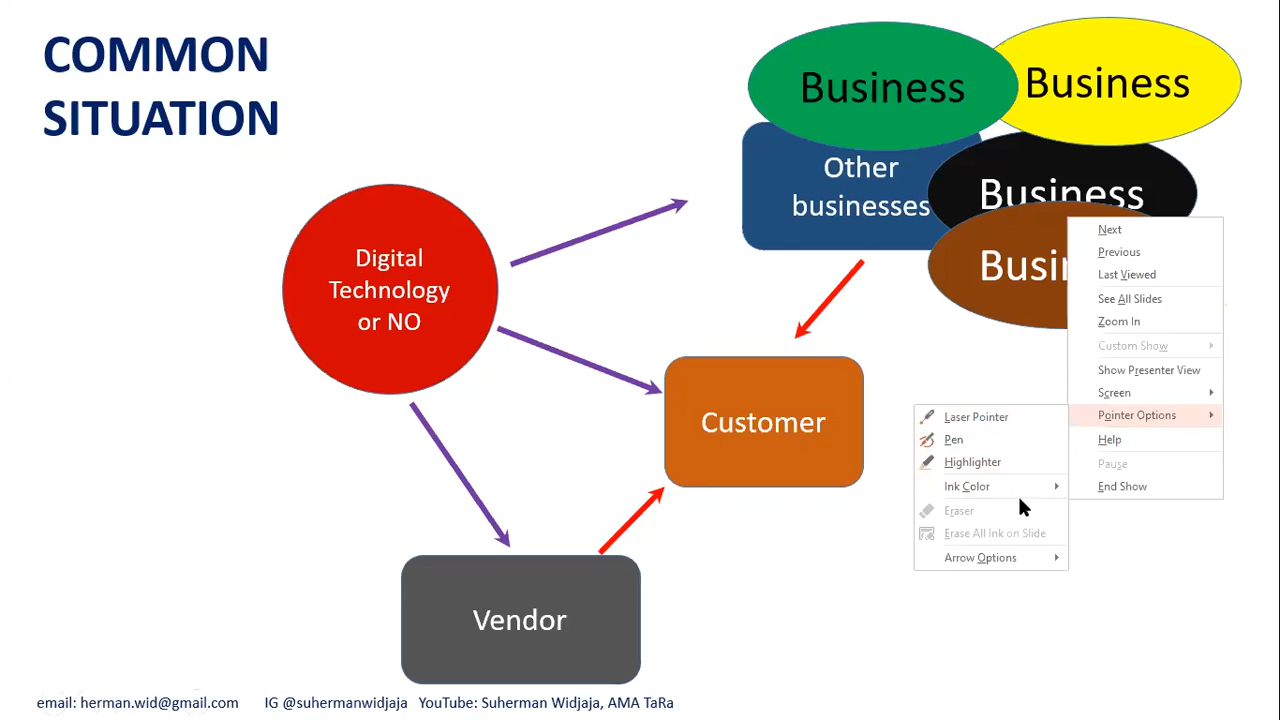 COMMON
SITUATION
Business
Business
Other
businesses
Business
Busi
Digital
Technology
or NO
Customer
Vendor
Next
Previous
Last Viewed
See All Slides
Zoom In
Custom Show
Show Presenter View
Screen
Pointer Options
Help
Pause
End Show
Laser Pointer
Pen
Highlighter
Ink Color
Eraser
Erase All Ink on Slide
Arrow Options
email: herman.wid@gmail.com IG @suhermanwidjaja YouTube: Suherman Widjaja, AMA TaRa